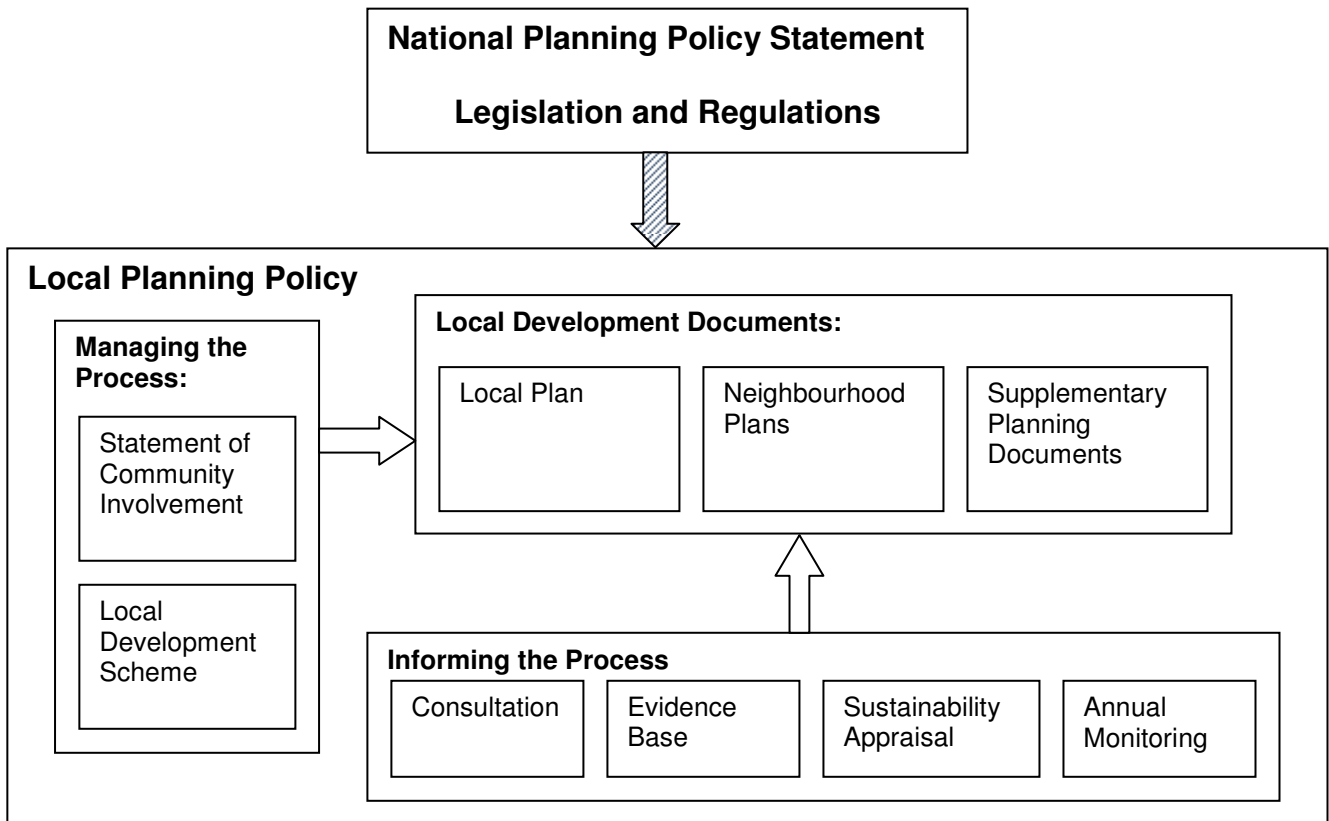 National Planning Policy Statement
Legislation and Regulations
Local Planning Policy
Managing the
Process:
Statement of
Community
Involvement
Local
Development
Scheme
Local Development Documents:
Local Plan
Neighbourhood
Plans
Supplementary
Planning
Documents
Informing the Process
Consultation
Evidence
Base
Sustainability
Appraisal
Annual
Monitoring